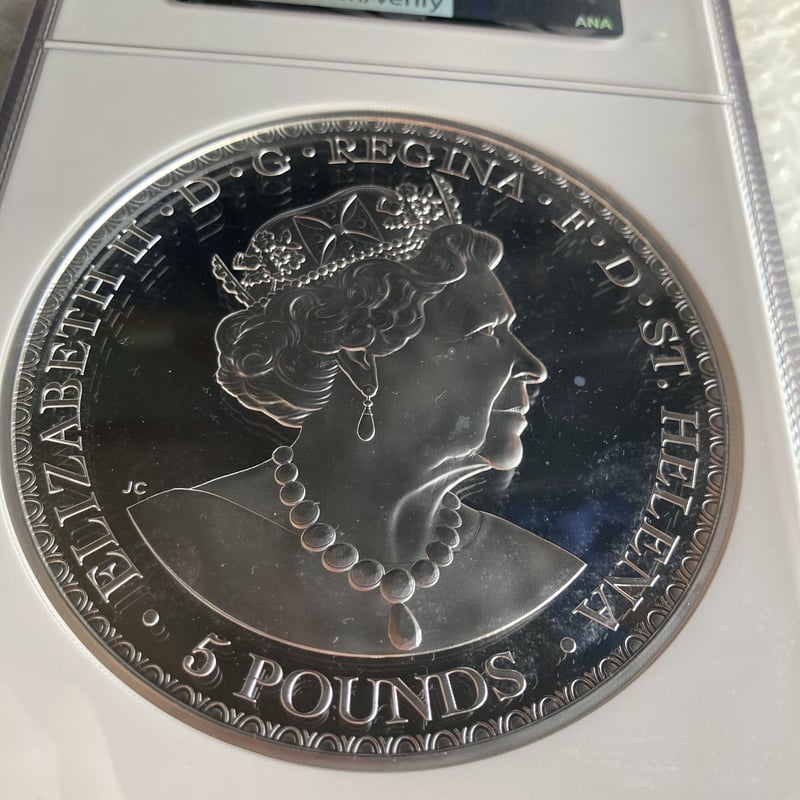 ANA
· ELIZABETH II · D · G · REGINA · F · D · ST. HELENA ·
JC
5 POUNDS